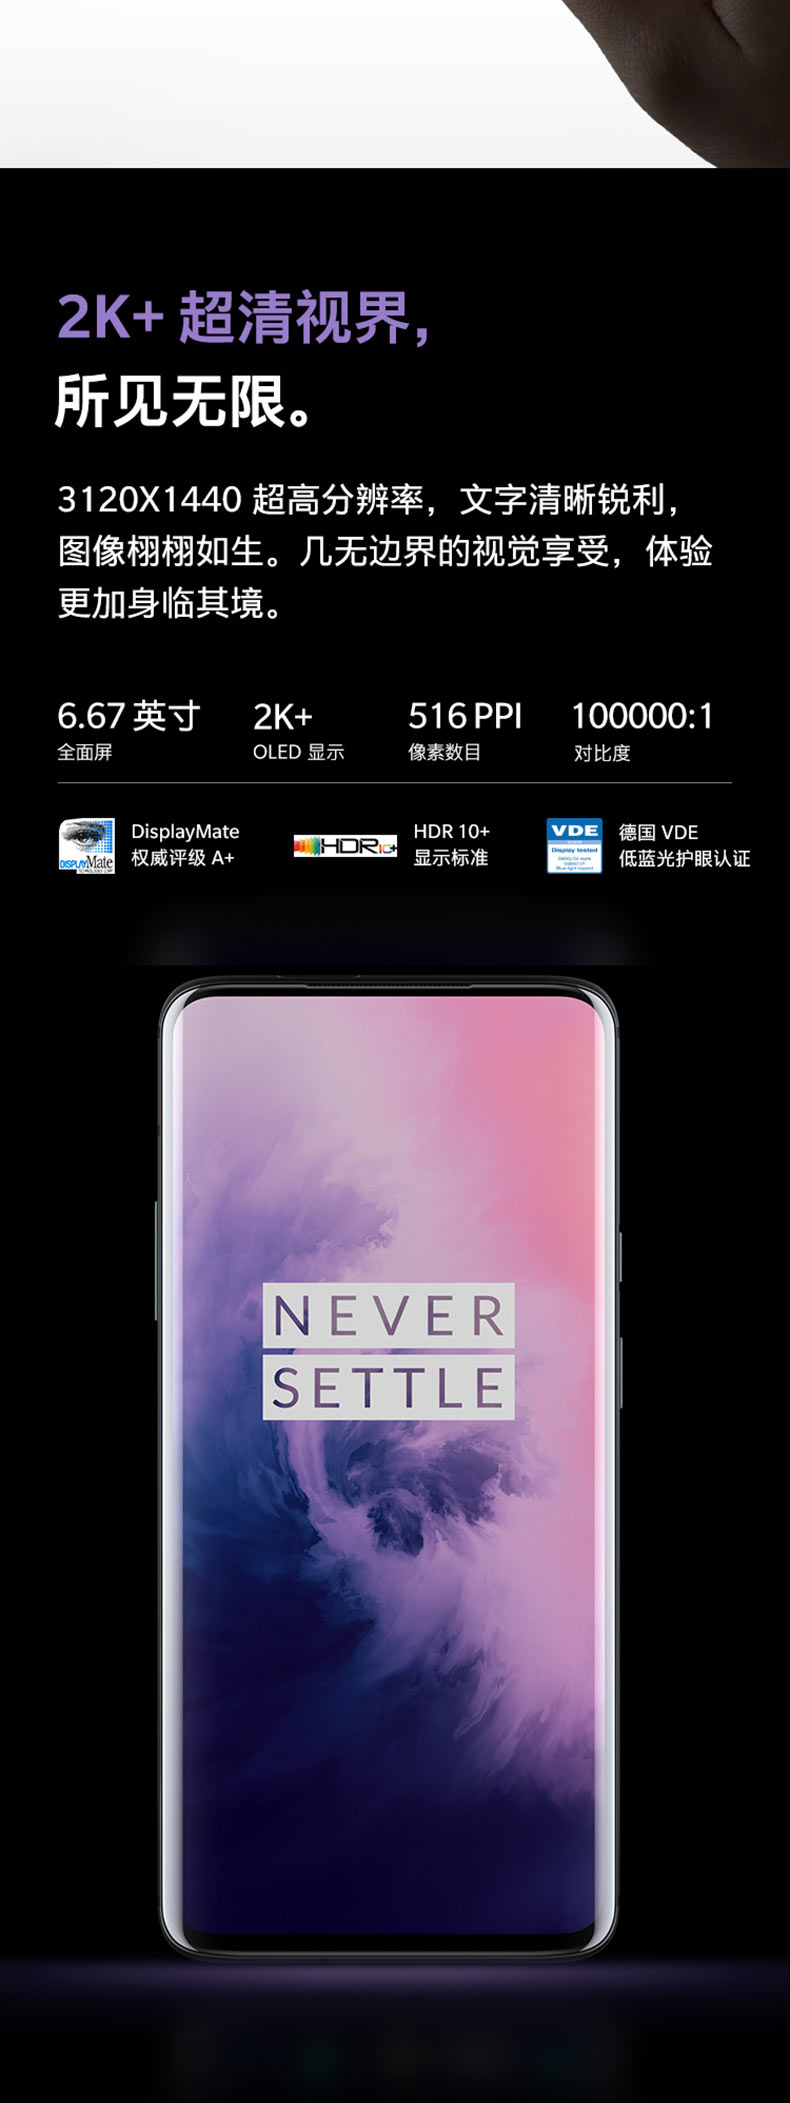 2K+ 超清视界，
所见无限。
3120X1440 超高分辨率，文字清晰锐利，
图像栩栩如生。几无边界的视觉享受，体验
更加身临其境。
6.67 英寸 2K+ 516 PPI 100000:1
全面屏 OLED 显示 像素数目 对比度
DISPLAYMate
TECHNOLOGIES CORP
DisplayMate
权威评级 A+
HDR10+
HDR 10+
显示标准
VDE
Display tested
德国 VDE
低蓝光护眼认证
NEVER
SETTLE